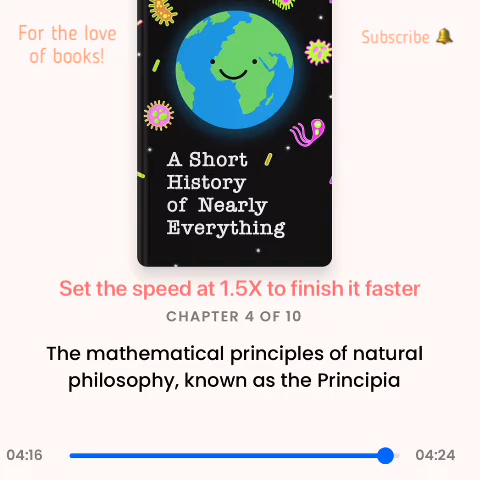 For the love
of books!
Subscribe
A Short
History
of Nearly
Everything
Set the speed at 1.5X to finish it faster
CHAPTER 4 OF 10
The mathematical principles of natural
philosophy, known as the Principia
04:16
04:24